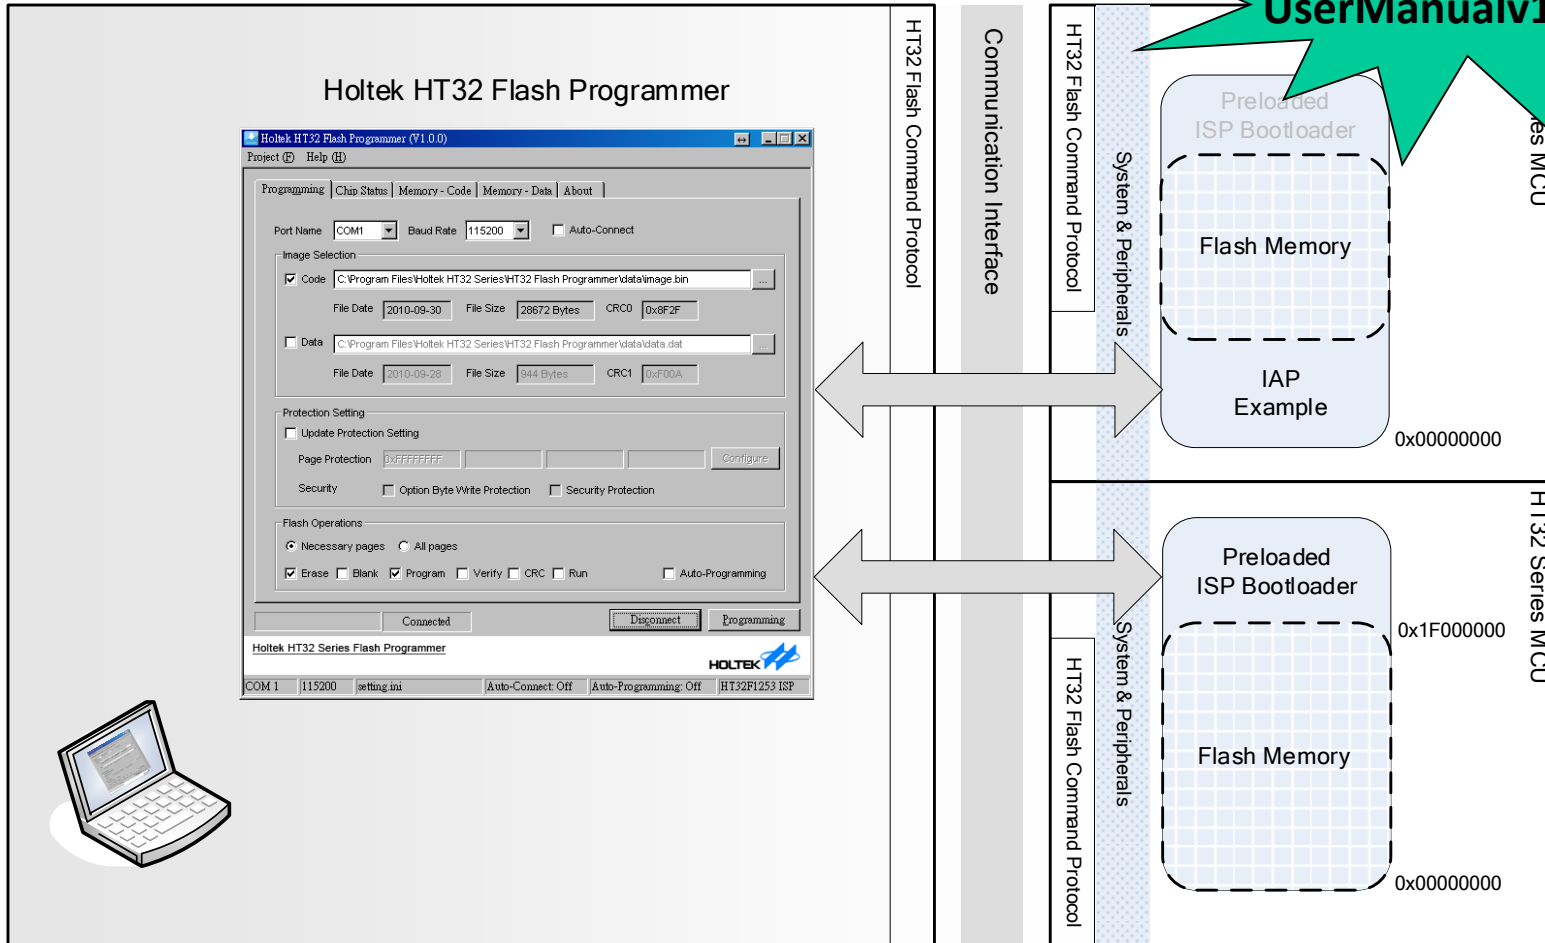 Holtek HT32 Flash Programmer
Holtek HT32 Flash Programmer (V1.0.0)
Project (F) Help (H)
Programming Chip Status Memory - Code Memory - Data About
Port Name COM1 Baud Rate 115200 Auto-Connect
Image Selection
Code C:\Program Files\Holtek HT32 Series\HT32 Flash Programmer\data\image.bin ...
File Date 2010-09-30 File Size 28672 Bytes CRC0 0x8F2F
Data C:\Program Files\Holtek HT32 Series\HT32 Flash Programmer\data\data.dat ...
File Date 2010-09-28 File Size 944 Bytes CRC1 0xF00A
Protection Setting
Update Protection Setting
Page Protection 0xFFFFFFFF Configure
Security Option Byte Write Protection Security Protection
Flash Operations
Necessary pages All pages
Erase Blank Program Verify CRC Run Auto-Programming
Connected Disconnect Programming
Holtek HT32 Series Flash Programmer
HOLTEK
COM 1 115200 setting.ini Auto-Connect: Off Auto-Programming: Off HT32F1253 ISP
HT32 Flash Command Protocol
Communication Interface
HT32 Flash Command Protocol
System & Peripherals
UserManualv1
Preloaded
ISP Bootloader
Flash Memory
IAP
Example
0x00000000
es MCU
HT32 Flash Command Protocol
System & Peripherals
Preloaded
ISP Bootloader
0x1F000000
Flash Memory
0x00000000
HT32 Series MCU